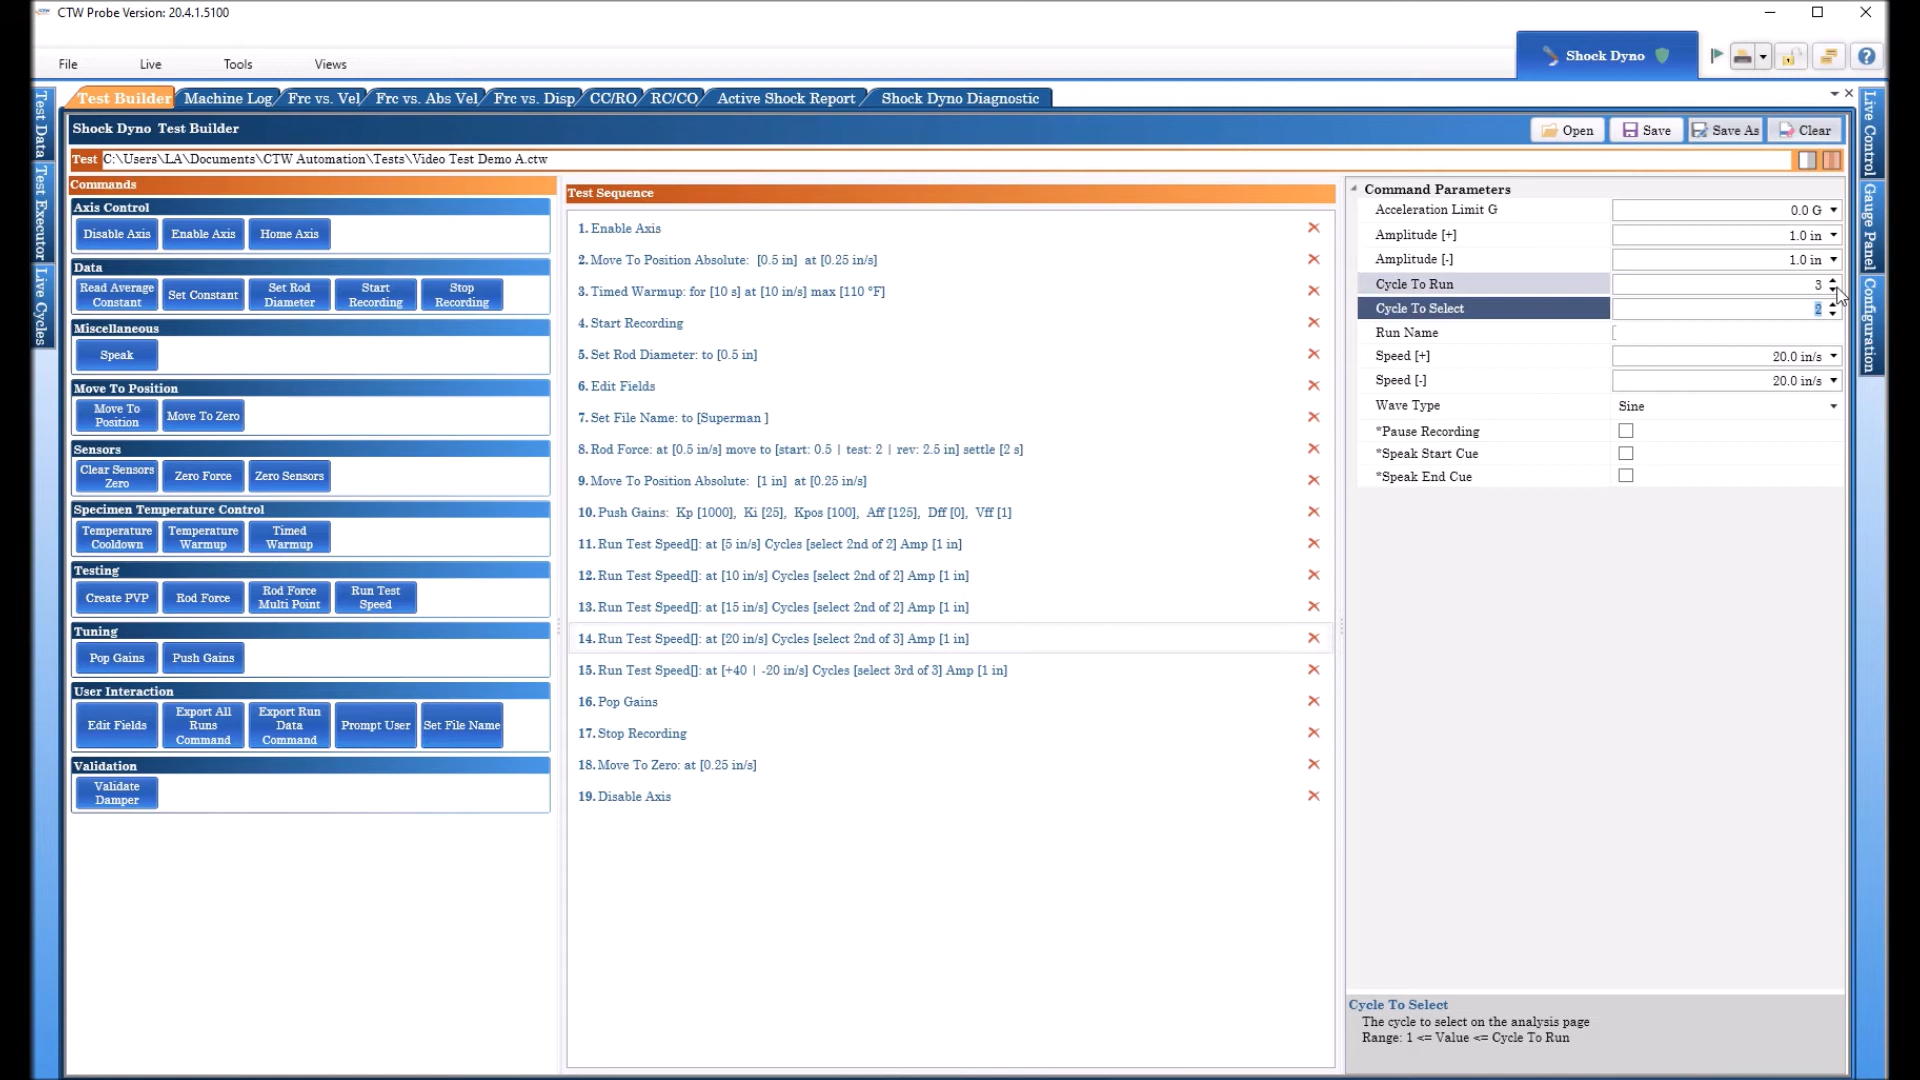 CTW Probe Version: 20.4.1.5100
File Live Tools Views
Shock Dyno
Test Builder Machine Log Frc vs. Vel Frc vs. Abs Vel Frc vs. Disp CC/RO RC/CO Active Shock Report Shock Dyno Diagnostic
Shock Dyno Test Builder
Open Save Save As Clear
Test C:\Users\LA\Documents\CTW Automation\Tests\Video Test Demo A.ctw
Test Data
Test Executor
Live Cycles
Commands
Axis Control
Disable Axis Enable Axis Home Axis
Data
Read Average Constant Set Constant Set Rod Diameter Start Recording Stop Recording
Miscellaneous
Speak
Move To Position
Move To Position Move To Zero
Sensors
Clear Sensors Zero Zero Force Zero Sensors
Specimen Temperature Control
Temperature Cooldown Temperature Warmup Timed Warmup
Testing
Create PVP Rod Force Rod Force Multi Point Run Test Speed
Tuning
Pop Gains Push Gains
User Interaction
Edit Fields Export All Runs Command Export Run Data Command Prompt User Set File Name
Validation
Validate Damper
Test Sequence
1. Enable Axis
2. Move To Position Absolute: [0.5 in] at [0.25 in/s]
3. Timed Warmup: for [10 s] at [10 in/s] max [110 °F]
4. Start Recording
5. Set Rod Diameter: to [0.5 in]
6. Edit Fields
7. Set File Name: to [Superman ]
8. Rod Force: at [0.5 in/s] move to [start: 0.5 | test: 2 | rev: 2.5 in] settle [2 s]
9. Move To Position Absolute: [1 in] at [0.25 in/s]
10. Push Gains: Kp [1000], Ki [25], Kpos [100], Aff [125], Dff [0], Vff [1]
11. Run Test Speed[]: at [5 in/s] Cycles [select 2nd of 2] Amp [1 in]
12. Run Test Speed[]: at [10 in/s] Cycles [select 2nd of 2] Amp [1 in]
13. Run Test Speed[]: at [15 in/s] Cycles [select 2nd of 2] Amp [1 in]
14. Run Test Speed[]: at [20 in/s] Cycles [select 2nd of 3] Amp [1 in]
15. Run Test Speed[]: at [+40 | -20 in/s] Cycles [select 3rd of 3] Amp [1 in]
16. Pop Gains
17. Stop Recording
18. Move To Zero: at [0.25 in/s]
19. Disable Axis
Command Parameters
Acceleration Limit G 0.0 G
Amplitude [+] 1.0 in
Amplitude [-] 1.0 in
Cycle To Run 3
Cycle To Select 2
Run Name
Speed [+] 20.0 in/s
Speed [-] 20.0 in/s
Wave Type Sine
*Pause Recording
*Speak Start Cue
*Speak End Cue
Cycle To Select
The cycle to select on the analysis page
Range: 1 <= Value <= Cycle To Run
Live Control
Gauge Panel
Configuration